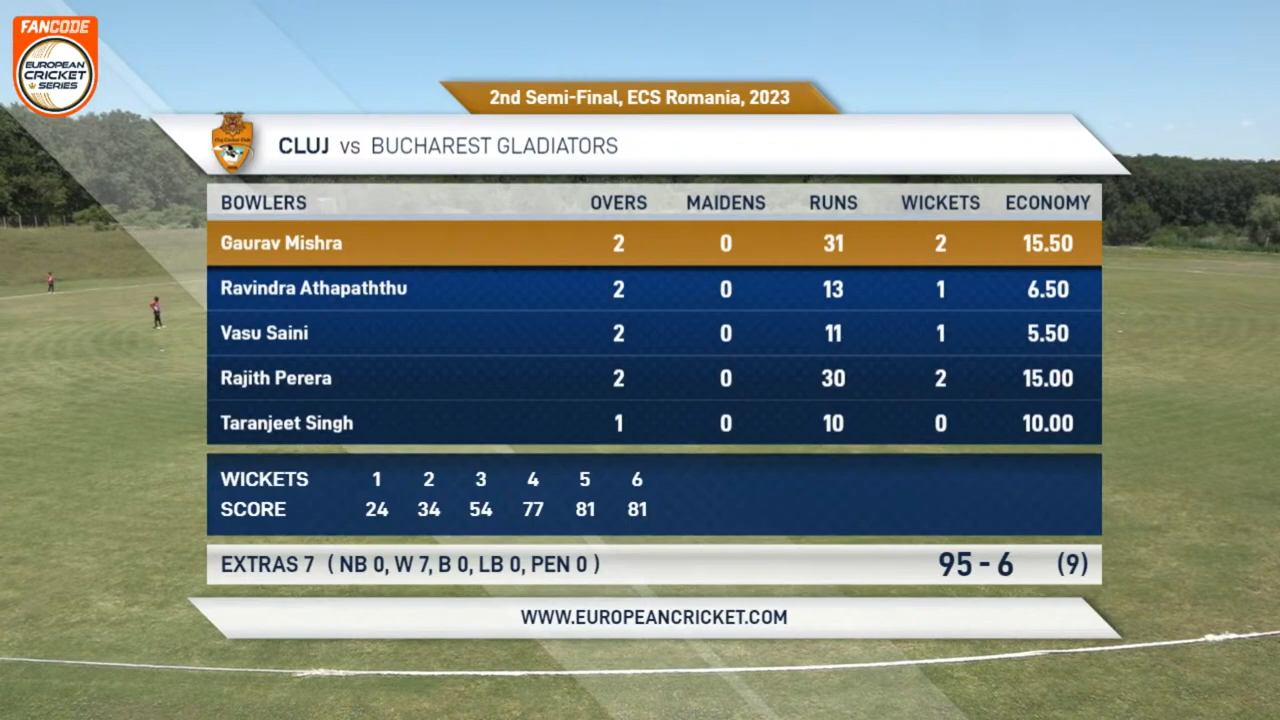 FANCODE
EUROPEAN
CRICKET
SERIES
2nd Semi-Final, ECS Romania, 2023
CLUJ vs BUCHAREST GLADIATORS
BOWLERS OVERS MAIDENS RUNS WICKETS ECONOMY
Gaurav Mishra 2 0 31 2 15.50
Ravindra Athapaththu 2 0 13 1 6.50
Vasu Saini 2 0 11 1 5.50
Rajith Perera 2 0 30 2 15.00
Taranjeet Singh 1 0 10 0 10.00
WICKETS 1 2 3 4 5 6
SCORE 24 34 54 77 81 81
EXTRAS 7 ( NB 0, W 7, B 0, LB 0, PEN 0 ) 95 - 6 (9)
WWW.EUROPEANCRICKET.COM